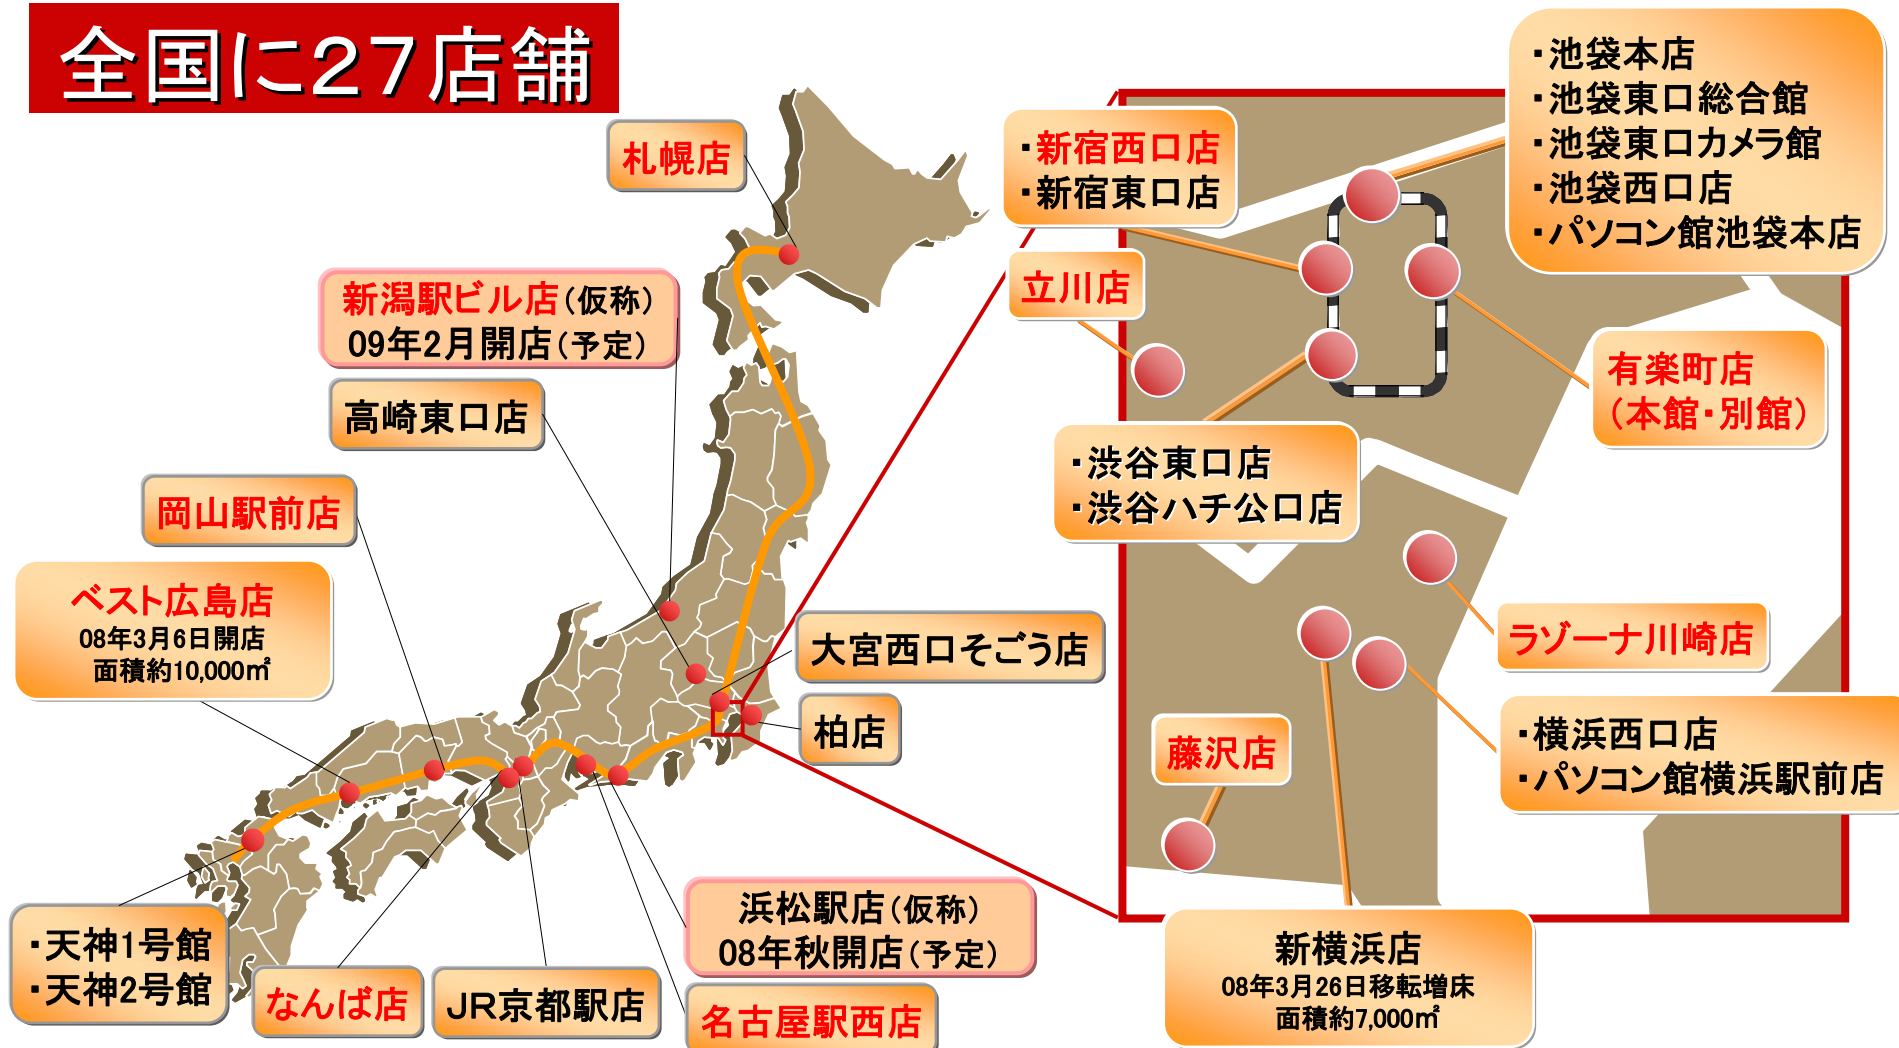 全国に27店舗
札幌店
新潟駅ビル店(仮称)
09年2月開店(予定)
高崎東口店
岡山駅前店
ベスト広島店
08年3月6日開店
面積約10,000㎡
・天神1号館
・天神2号館
なんば店
JR京都駅店
浜松駅店(仮称)
08年秋開店(予定)
名古屋駅西店
大宮西口そごう店
柏店
・新宿西口店
・新宿東口店
立川店
・渋谷東口店
・渋谷ハチ公口店
・池袋本店
・池袋東口総合館
・池袋東口カメラ館
・池袋西口店
・パソコン館池袋本店
有楽町店
(本館・別館)
ラゾーナ川崎店
・横浜西口店
・パソコン館横浜駅前店
藤沢店
新横浜店
08年3月26日移転増床
面積約7,000㎡